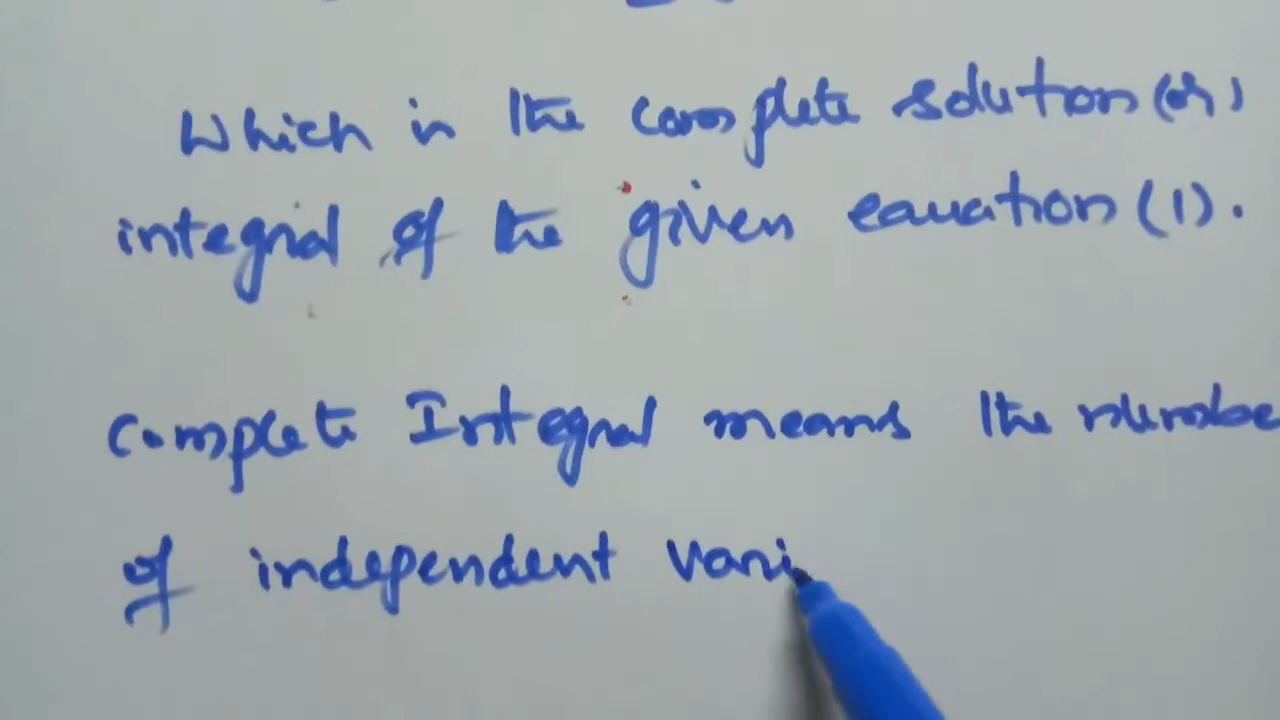 Which is the complete solution (or)
integral of the given equation (1).
Complete Integral means the numbe
of independent vari